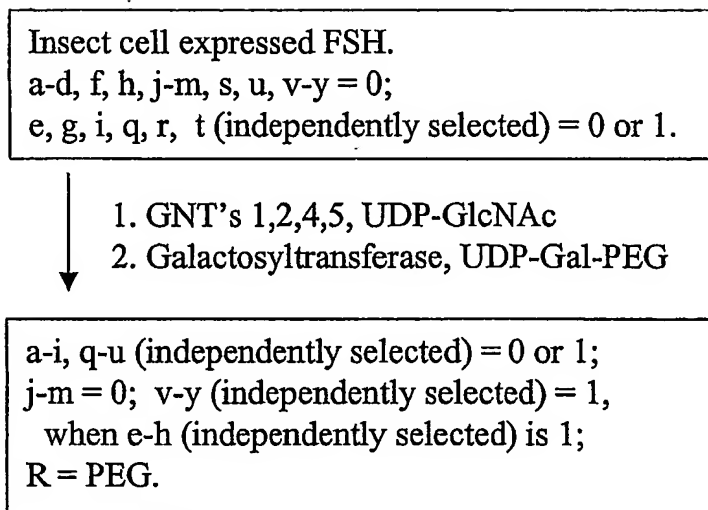 Insect cell expressed FSH.
a-d, f, h, j-m, s, u, v-y = 0;
e, g, i, q, r, t (independently selected) = 0 or 1.
1. GNT's 1,2,4,5, UDP-GlcNAc
2. Galactosyltransferase, UDP-Gal-PEG
a-i, q-u (independently selected) = 0 or 1;
j-m = 0; v-y (independently selected) = 1,
when e-h (independently selected) is 1;
R = PEG.